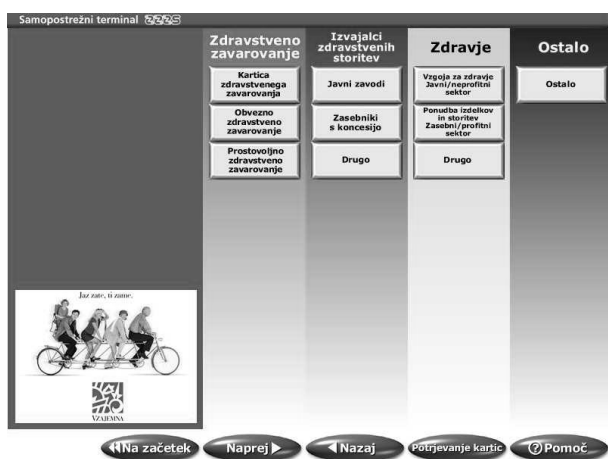 Samopostrežni terminal ZZZS
Zdravstveno
zavarovanje
Kartica
zdravstvenega
zavarovanja
Obvezno
zdravstveno
zavarovanje
Prostovoljno
zdravstveno
zavarovanje
Izvajalci
zdravstvenih
storitev
Javni zavodi
Zasebniki
s koncesijo
Drugo
Zdravje
Vzgoja za zdravje
Javni/neprofitni
sektor
Ponudba izdelkov
in storitev
Zasebni/profitni
sektor
Drugo
Ostalo
Ostalo
Jaz zate, ti zame.
VZAJEMNA
Na začetek
Naprej
Nazaj
Potrjevanje kartic
Pomoč